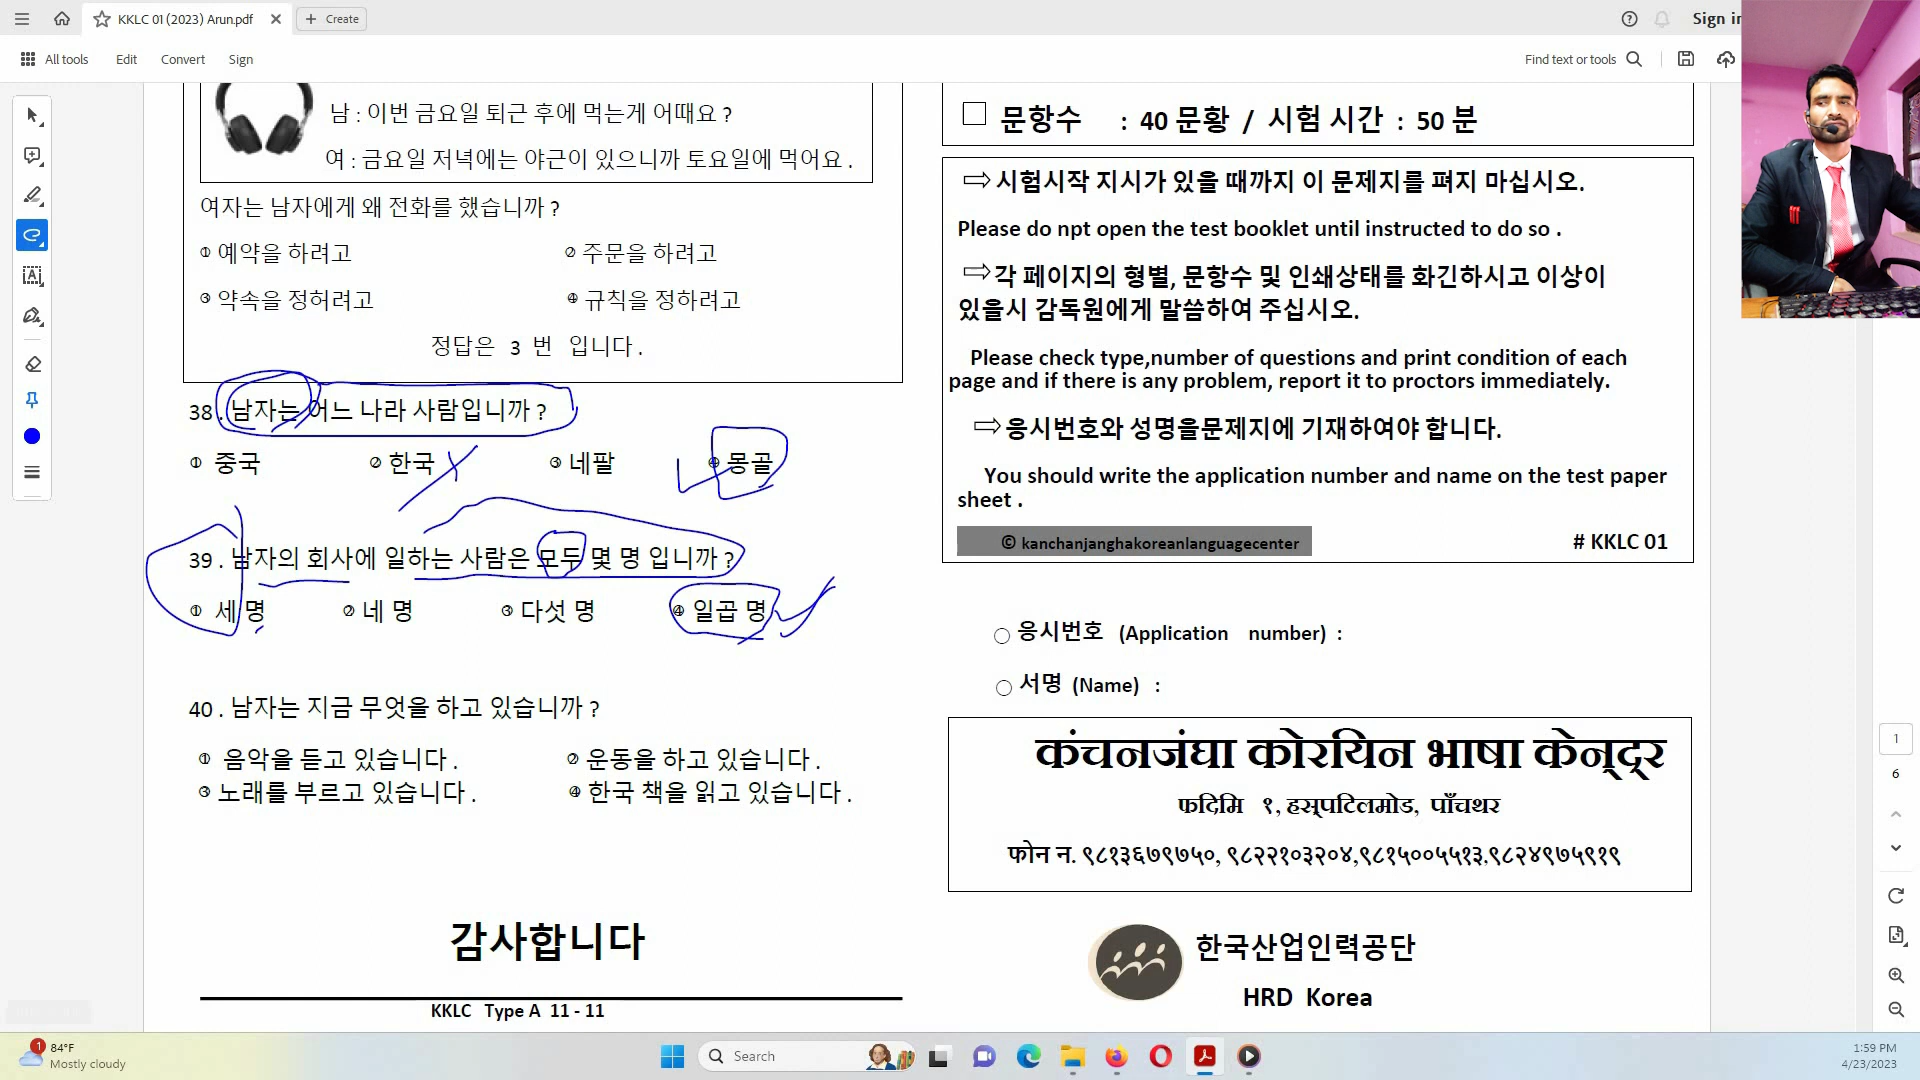 KKLC 01 (2023) Arun.pdf
Create
Sign in
All tools
Edit
Convert
Sign
Find text or tools
남 : 이번 금요일 퇴근 후에 먹는게 어때요 ?
여 : 금요일 저녁에는 야근이 있으니까 토요일에 먹어요 .
여자는 남자에게 왜 전화를 했습니까 ?
① 예약을 하려고
② 주문을 하려고
③ 약속을 정허려고
④ 규칙을 정하려고
정답은 3 번 입니다 .
38 . 남자는 어느 나라 사람입니까 ?
① 중국
② 한국
③ 네팔
④ 몽골
39 . 남자의 회사에 일하는 사람은 모두 몇 명 입니까 ?
① 세 명
② 네 명
③ 다섯 명
④ 일곱 명
40 . 남자는 지금 무엇을 하고 있습니까 ?
① 음악을 듣고 있습니다 .
② 운동을 하고 있습니다 .
③ 노래를 부르고 있습니다 .
④ 한국 책을 읽고 있습니다 .
감사합니다
KKLC Type A 11 - 11
문항수 : 40 문황 / 시험 시간 : 50 분
⇨ 시험시작 지시가 있을 때까지 이 문제지를 펴지 마십시오.
Please do npt open the test booklet until instructed to do so .
⇨ 각 페이지의 형별, 문항수 및 인쇄상태를 화긴하시고 이상이
있을시 감독원에게 말씀하여 주십시오.
Please check type,number of questions and print condition of each
page and if there is any problem, report it to proctors immediately.
⇨ 응시번호와 성명을문제지에 기재하여야 합니다.
You should write the application number and name on the test paper
sheet .
© kanchanjanghakoreanlanguagecenter
# KKLC 01
응시번호 (Application number) :
서명 (Name) :
कंचनजंघा कोरयिन भाषा केन्द्र
फदिमि १, हस्पटिलमोड, पाँचथर
फोन न. ९८१३६७९७५०, ९८२२१०३२०४,९८१५००५५१३,९८२४९७५९१९
한국산업인력공단
HRD Korea
1
6
1
84°F
Mostly cloudy
Search
1:59 PM
4/23/2023